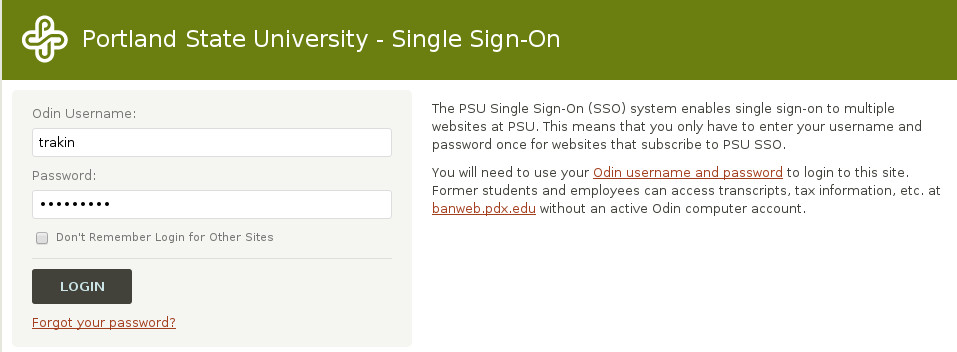 Portland State University - Single Sign-On
Odin Username:
trakin
Password:
•••••••••
Don't Remember Login for Other Sites
LOGIN
Forgot your password?
The PSU Single Sign-On (SSO) system enables single sign-on to multiple
websites at PSU. This means that you only have to enter your username and
password once for websites that subscribe to PSU SSO.
You will need to use your Odin username and password to login to this site.
Former students and employees can access transcripts, tax information, etc. at
banweb.pdx.edu without an active Odin computer account.